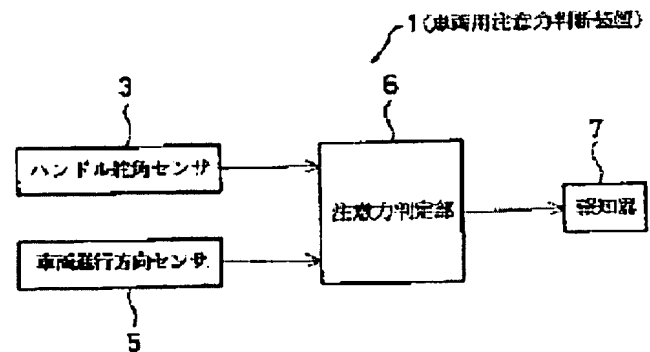 1(車両用注意力判断装置)
3
6
7
ハンドル舵角センサ
注意力判定部
報知器
車両進行方向センサ
5